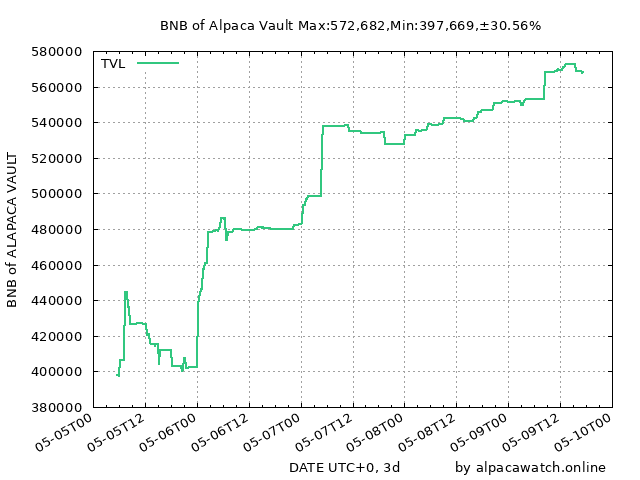 BNB of Alpaca Vault Max:572,682,Min:397,669,±30.56%
TVL
BNB of ALAPACA VAULT
580000
560000
540000
520000
500000
480000
460000
440000
420000
400000
380000
05-05T00
05-05T12
05-06T00
05-06T12
05-07T00
05-07T12
05-08T00
05-08T12
05-09T00
05-09T12
05-10T00
DATE UTC+0, 3d
by alpacawatch.online